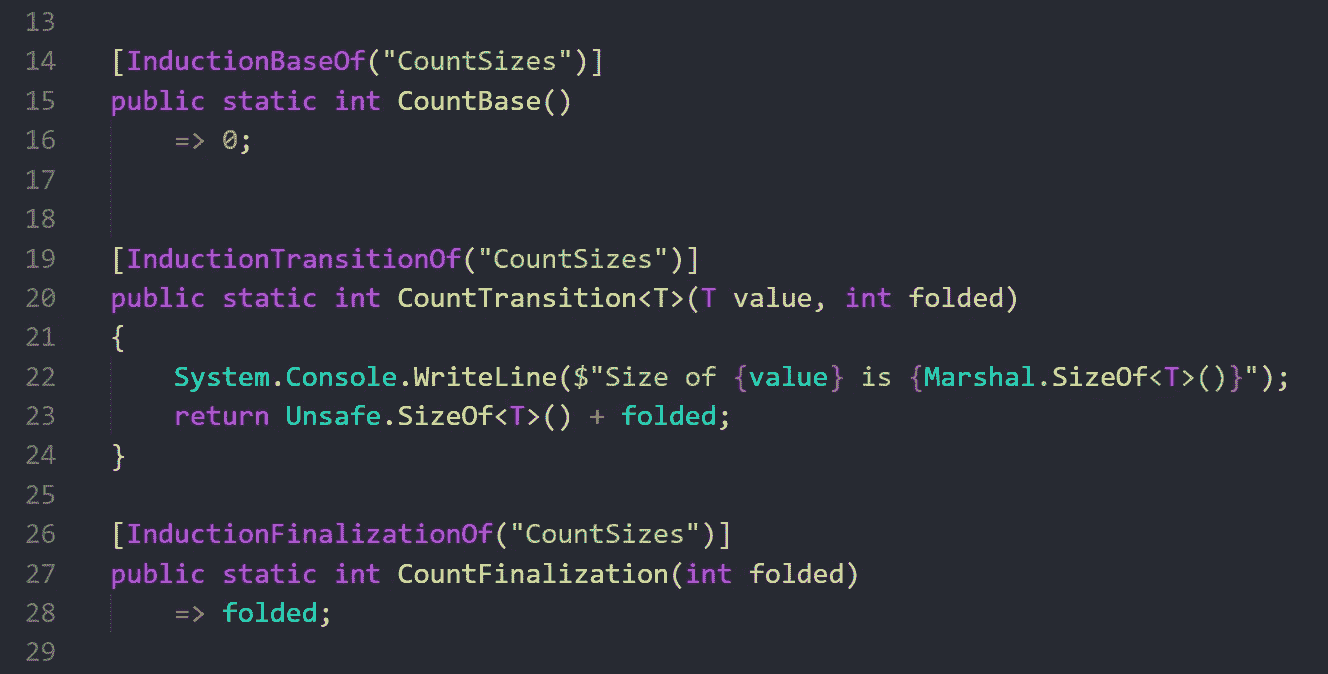 13
14 [InductionBaseOf("CountSizes")]
15 public static int CountBase()
16     => 0;
17
18
19 [InductionTransitionOf("CountSizes")]
20 public static int CountTransition<T>(T value, int folded)
21 {
22     System.Console.WriteLine($"Size of {value} is {Marshal.SizeOf<T>()}");
23     return Unsafe.SizeOf<T>() + folded;
24 }
25
26 [InductionFinalizationOf("CountSizes")]
27 public static int CountFinalization(int folded)
28     => folded;
29